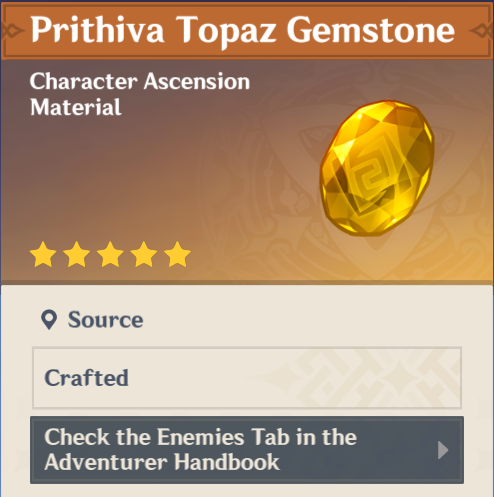 Prithiva Topaz Gemstone
Character Ascension
Material
Source
Crafted
Check the Enemies Tab in the
Adventurer Handbook